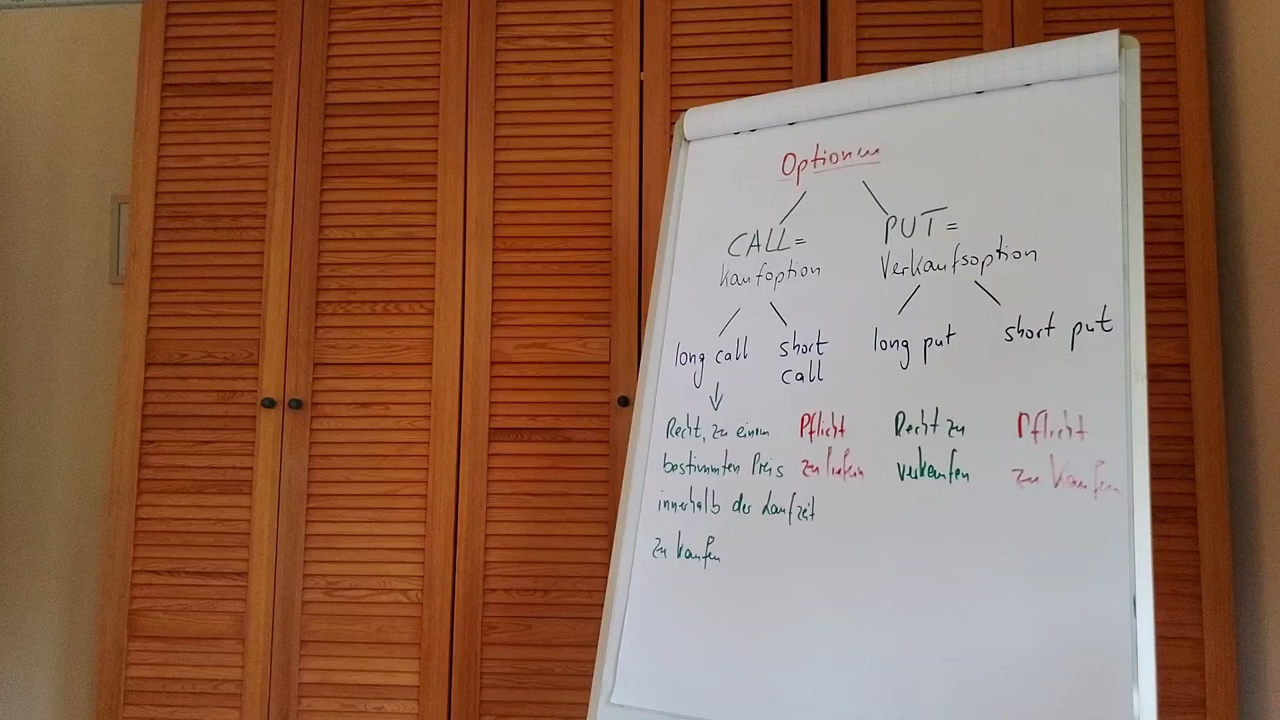 Optionen
CALL =
Kaufoption
PUT =
Verkaufsoption
long call
short
call
long put
short put
Recht, zu einem
bestimmten Preis
innerhalb der Laufzeit
zu kaufen
Pflicht
zu liefern
Recht zu
verkaufen
Pflicht
zu kaufen